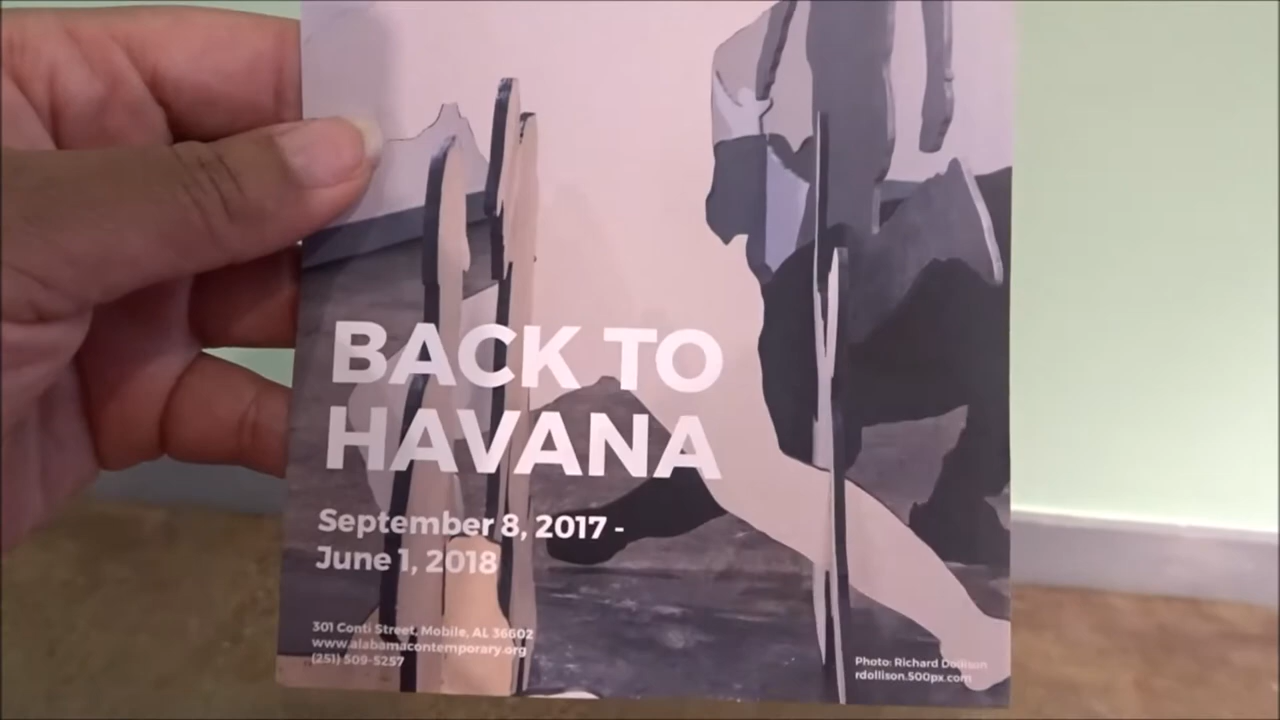 BACK TO
HAVANA
September 8, 2017 -
June 1, 2018
301 Conti Street, Mobile, AL 36602
www.alabamacontemporary.org
(251) 509-5257
Photo: Richard Dollison
rdollison.500px.com